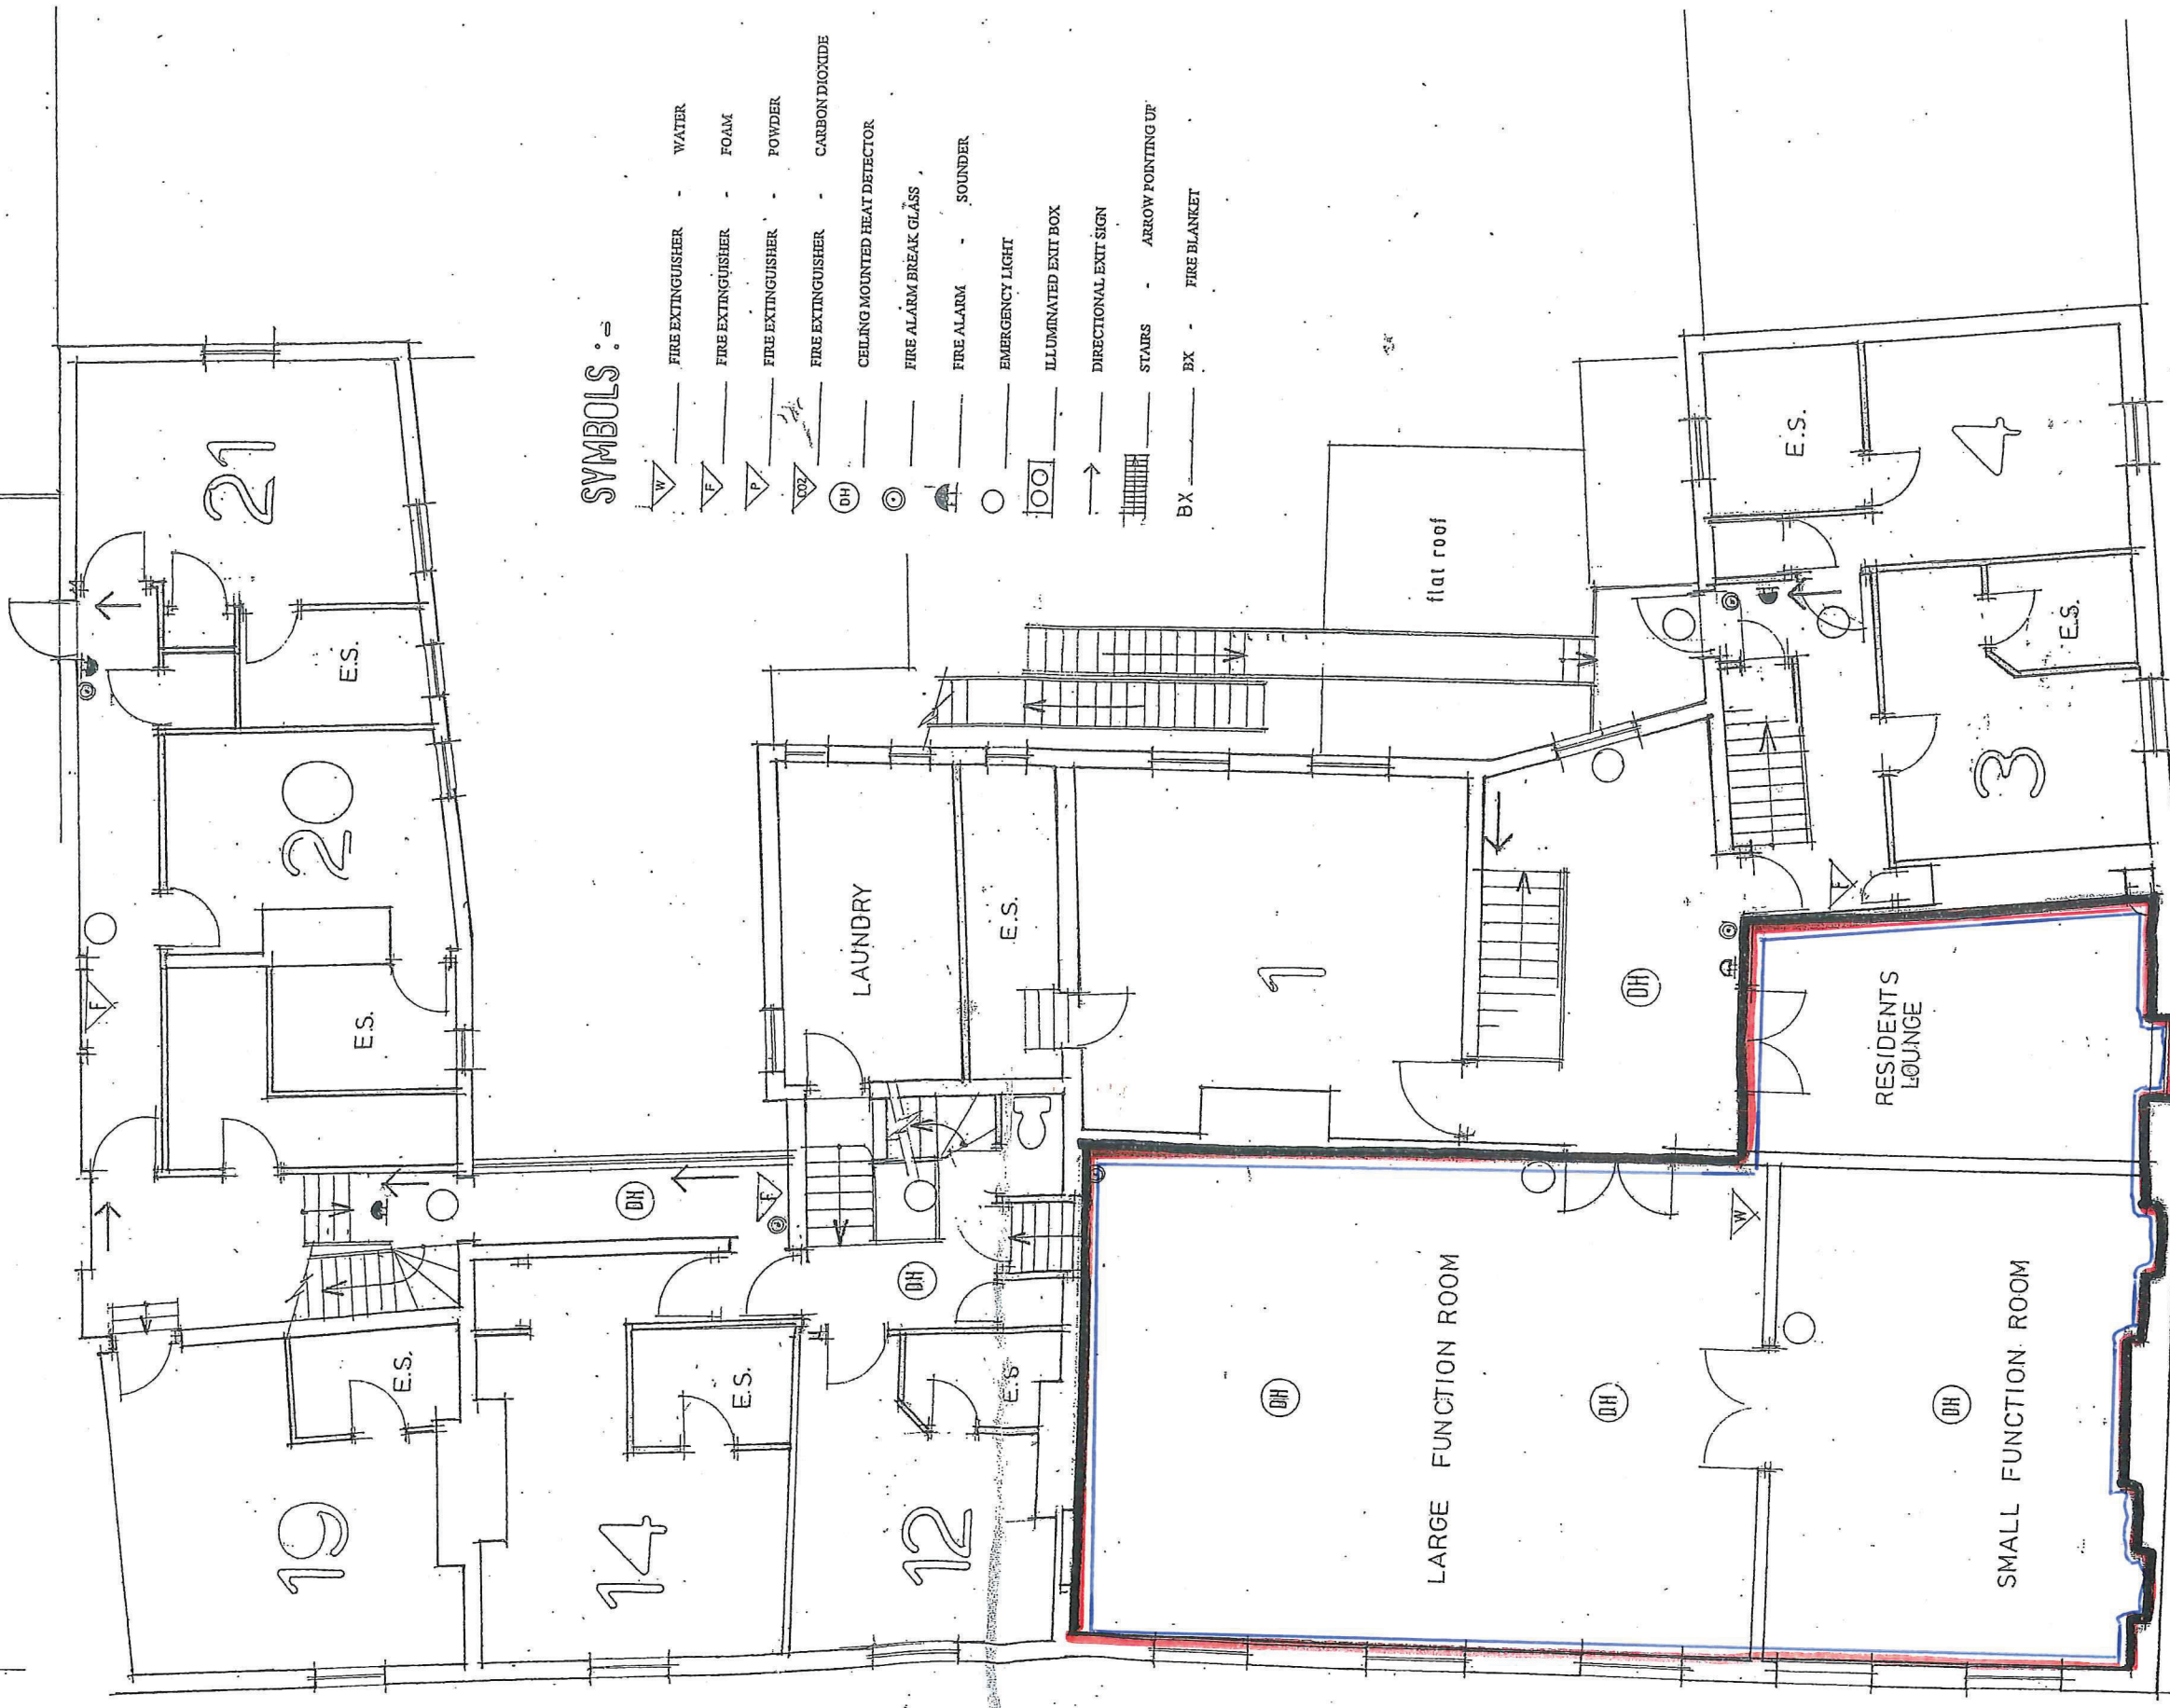 SYMBOLS :-
W FIRE EXTINGUISHER - WATER
F FIRE EXTINGUISHER - FOAM
P FIRE EXTINGUISHER - POWDER
CO2 FIRE EXTINGUISHER - CARBON DIOXIDE
DH CEILING MOUNTED HEAT DETECTOR
FIRE ALARM BREAK GLASS
FIRE ALARM - SOUNDER
EMERGENCY LIGHT
ILLUMINATED EXIT BOX
DIRECTIONAL EXIT SIGN
STAIRS - ARROW POINTING UP
BX BX - FIRE BLANKET
21
E.S.
20
E.S.
F
19
E.S.
14
E.S.
DH
F
12
E.S
DH
LAUNDRY
E.S.
1
flat roof
DH
E.S.
4
3
E.S.
F
RESIDENTS
LOUNGE
LARGE FUNCTION ROOM
DH
DH
W
SMALL FUNCTION ROOM
DH